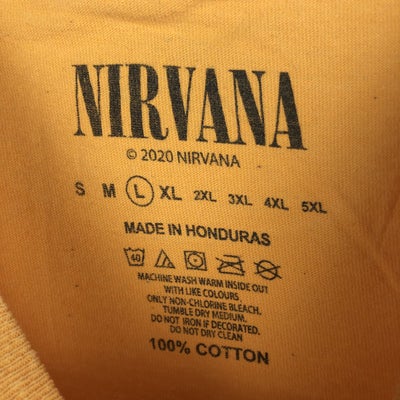 NIRVANA
© 2020 NIRVANA
S M L XL 2XL 3XL 4XL 5XL
MADE IN HONDURAS
40
MACHINE WASH WARM INSIDE OUT
WITH LIKE COLOURS.
ONLY NON-CHLORINE BLEACH.
TUMBLE DRY MEDIUM.
DO NOT IRON IF DECORATED.
DO NOT DRY CLEAN
100% COTTON